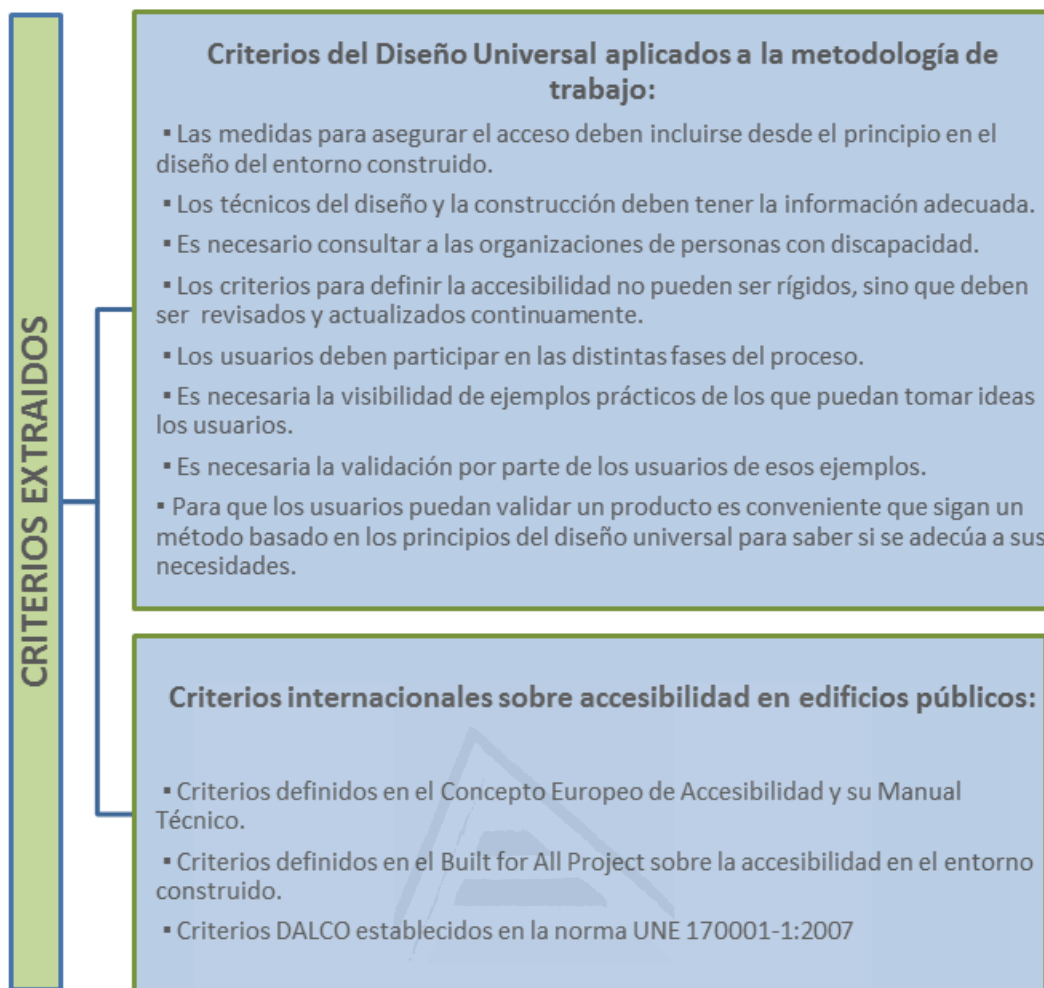 CRITERIOS EXTRAIDOS
Criterios del Diseño Universal aplicados a la metodología de
trabajo:
▪ Las medidas para asegurar el acceso deben incluirse desde el principio en el
diseño del entorno construido.
▪ Los técnicos del diseño y la construcción deben tener la información adecuada.
▪ Es necesario consultar a las organizaciones de personas con discapacidad.
▪ Los criterios para definir la accesibilidad no pueden ser rígidos, sino que deben
ser revisados y actualizados continuamente.
▪ Los usuarios deben participar en las distintas fases del proceso.
▪ Es necesaria la visibilidad de ejemplos prácticos de los que puedan tomar ideas
los usuarios.
▪ Es necesaria la validación por parte de los usuarios de esos ejemplos.
▪ Para que los usuarios puedan validar un producto es conveniente que sigan un
método basado en los principios del diseño universal para saber si se adecúa a sus
necesidades.
Criterios internacionales sobre accesibilidad en edificios públicos:
▪ Criterios definidos en el Concepto Europeo de Accesibilidad y su Manual
Técnico.
▪ Criterios definidos en el Built for All Project sobre la accesibilidad en el entorno
construido.
▪ Criterios DALCO establecidos en la norma UNE 170001-1:2007